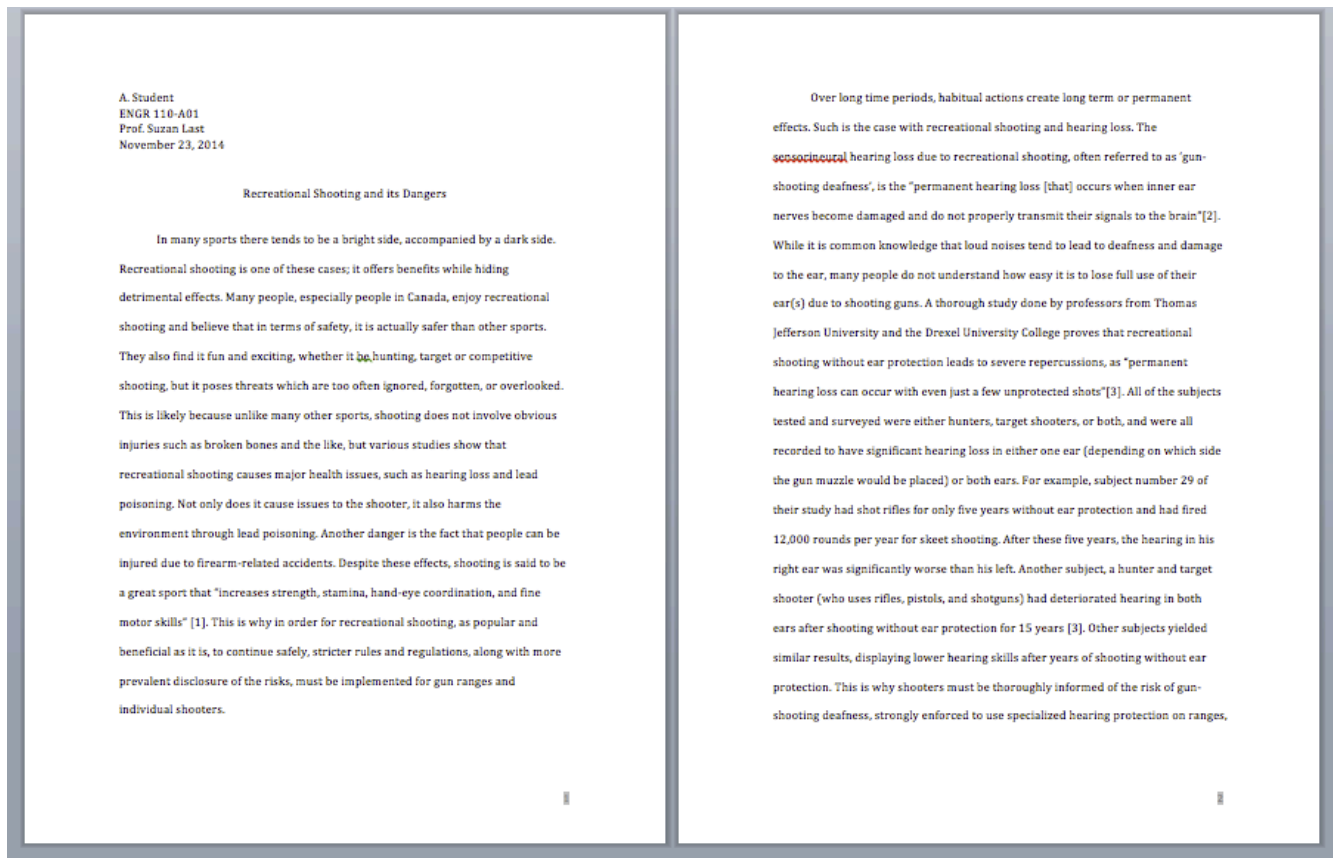 A. Student
ENGR 110-A01
Prof. Suzan Last
November 23, 2014
Recreational Shooting and its Dangers
In many sports there tends to be a bright side, accompanied by a dark side.
Recreational shooting is one of these cases; it offers benefits while hiding
detrimental effects. Many people, especially people in Canada, enjoy recreational
shooting and believe that in terms of safety, it is actually safer than other sports.
They also find it fun and exciting, whether it be hunting, target or competitive
shooting, but it poses threats which are too often ignored, forgotten, or overlooked.
This is likely because unlike many other sports, shooting does not involve obvious
injuries such as broken bones and the like, but various studies show that
recreational shooting causes major health issues, such as hearing loss and lead
poisoning. Not only does it cause issues to the shooter, it also harms the
environment through lead poisoning. Another danger is the fact that people can be
injured due to firearm-related accidents. Despite these effects, shooting is said to be
a great sport that "increases strength, stamina, hand-eye coordination, and fine
motor skills" [1]. This is why in order for recreational shooting, as popular and
beneficial as it is, to continue safely, stricter rules and regulations, along with more
prevalent disclosure of the risks, must be implemented for gun ranges and
individual shooters.
Over long time periods, habitual actions create long term or permanent
effects. Such is the case with recreational shooting and hearing loss. The
sensorineural hearing loss due to recreational shooting, often referred to as 'gun-
shooting deafness', is the "permanent hearing loss [that] occurs when inner ear
nerves become damaged and do not properly transmit their signals to the brain"[2].
While it is common knowledge that loud noises tend to lead to deafness and damage
to the ear, many people do not understand how easy it is to lose full use of their
ear(s) due to shooting guns. A thorough study done by professors from Thomas
Jefferson University and the Drexel University College proves that recreational
shooting without ear protection leads to severe repercussions, as "permanent
hearing loss can occur with even just a few unprotected shots"[3]. All of the subjects
tested and surveyed were either hunters, target shooters, or both, and were all
recorded to have significant hearing loss in either one ear (depending on which side
the gun muzzle would be placed) or both ears. For example, subject number 29 of
their study had shot rifles for only five years without ear protection and had fired
12,000 rounds per year for skeet shooting. After these five years, the hearing in his
right ear was significantly worse than his left. Another subject, a hunter and target
shooter (who uses rifles, pistols, and shotguns) had deteriorated hearing in both
ears after shooting without ear protection for 15 years [3]. Other subjects yielded
similar results, displaying lower hearing skills after years of shooting without ear
protection. This is why shooters must be thoroughly informed of the risk of gun-
shooting deafness, strongly enforced to use specialized hearing protection on ranges,